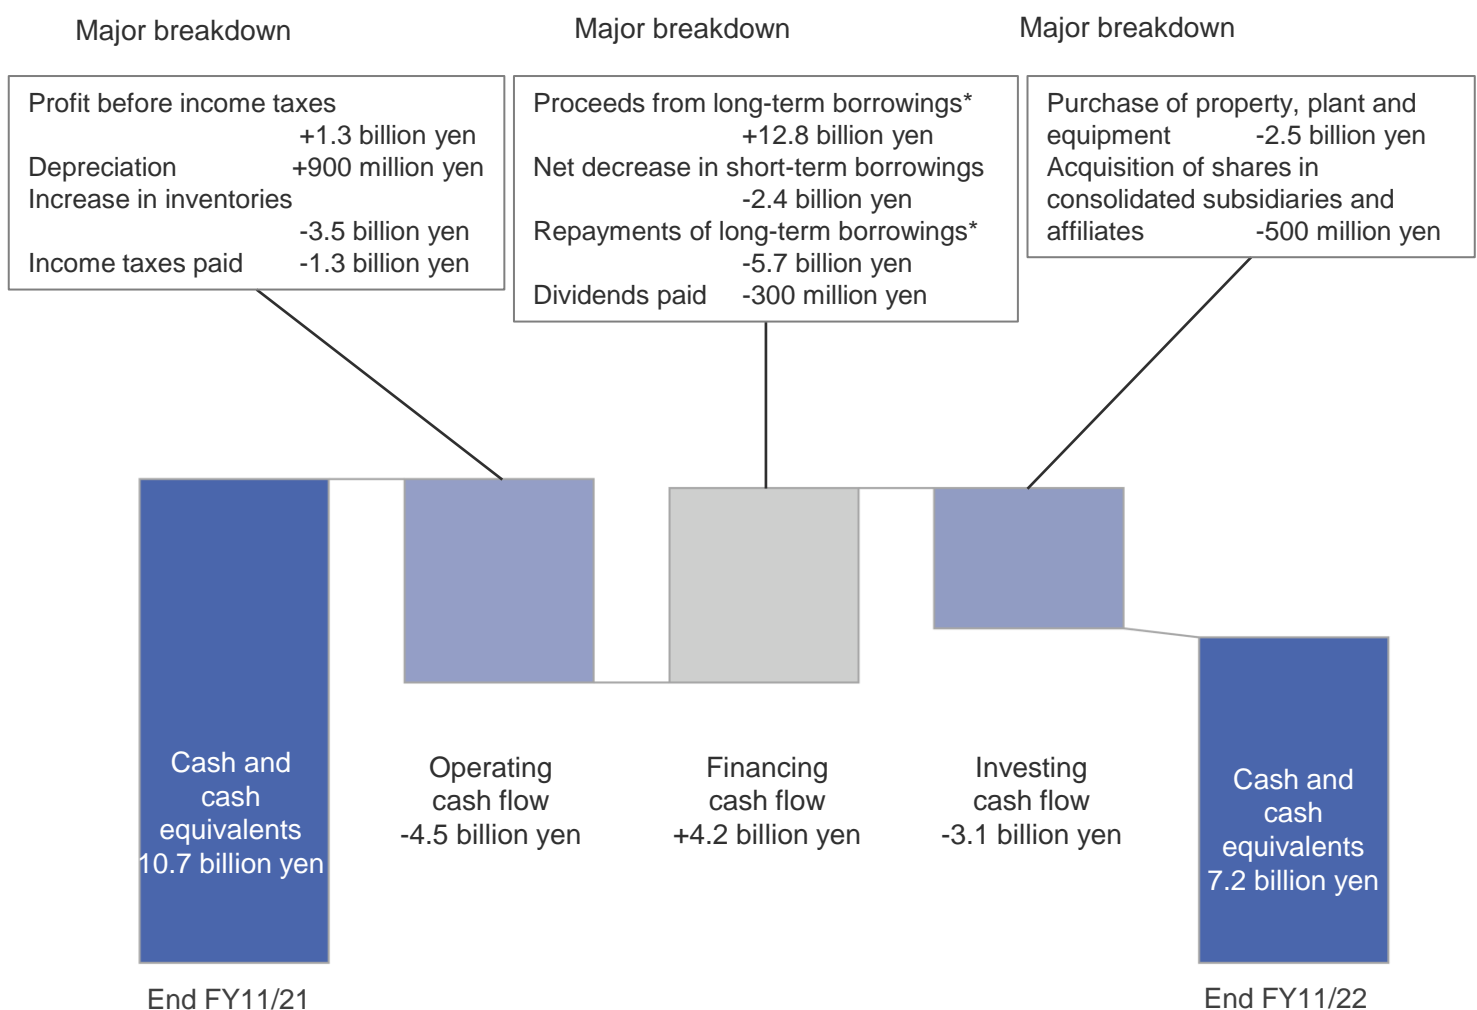 Major breakdown
Major breakdown
Major breakdown
Profit before income taxes
+1.3 billion yen
Depreciation +900 million yen
Increase in inventories
-3.5 billion yen
Income taxes paid -1.3 billion yen
Proceeds from long-term borrowings*
+12.8 billion yen
Net decrease in short-term borrowings
-2.4 billion yen
Repayments of long-term borrowings*
-5.7 billion yen
Dividends paid -300 million yen
Purchase of property, plant and
equipment -2.5 billion yen
Acquisition of shares in
consolidated subsidiaries and
affiliates -500 million yen
Cash and
cash
equivalents
10.7 billion yen
Operating
cash flow
-4.5 billion yen
Financing
cash flow
+4.2 billion yen
Investing
cash flow
-3.1 billion yen
Cash and
cash
equivalents
7.2 billion yen
End FY11/21
End FY11/22